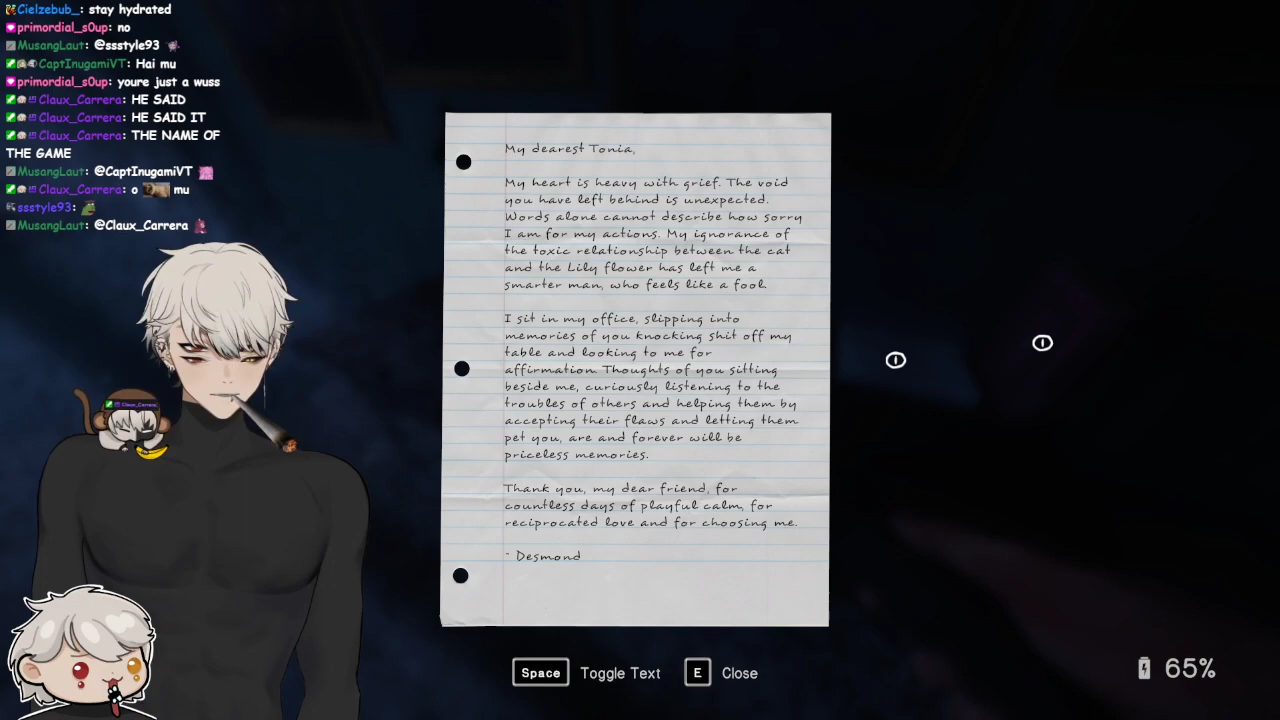 Cielzebub_: stay hydrated
primordial_s0up: no
MusangLaut: @ssstyle93
CaptInugamiVT: Hai mu
primordial_s0up: youre just a wuss
Claux_Carrera: HE SAID
Claux_Carrera: HE SAID IT
Claux_Carrera: THE NAME OF
THE GAME
MusangLaut: @CaptInugamiVT
Claux_Carrera: o mu
ssstyle93:
MusangLaut: @Claux_Carrera
Claux_Carrera
My dearest Tonia,
My heart is heavy with grief. The void
you have left behind is unexpected.
Words alone cannot describe how sorry
I am for my actions. My ignorance of
the toxic relationship between the cat
and the Lily flower has left me a
smarter man, who feels like a fool.
I sit in my office, slipping into
memories of you knocking shit off my
table and looking to me for
affirmation. Thoughts of you sitting
beside me, curiously listening to the
troubles of others and helping them by
accepting their flaws and letting them
pet you, are and forever will be
priceless memories.
Thank you, my dear friend, for
countless days of playful calm, for
reciprocated love and for choosing me.
- Desmond
Space Toggle Text E Close
65%